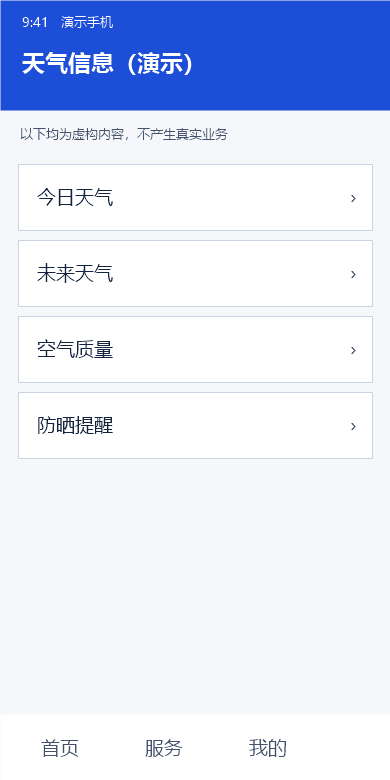 9:41 演示手机
天气信息（演示）
以下均为虚构内容，不产生真实业务
今日天气 ›
未来天气 ›
空气质量 ›
防晒提醒 ›
首页 服务 我的